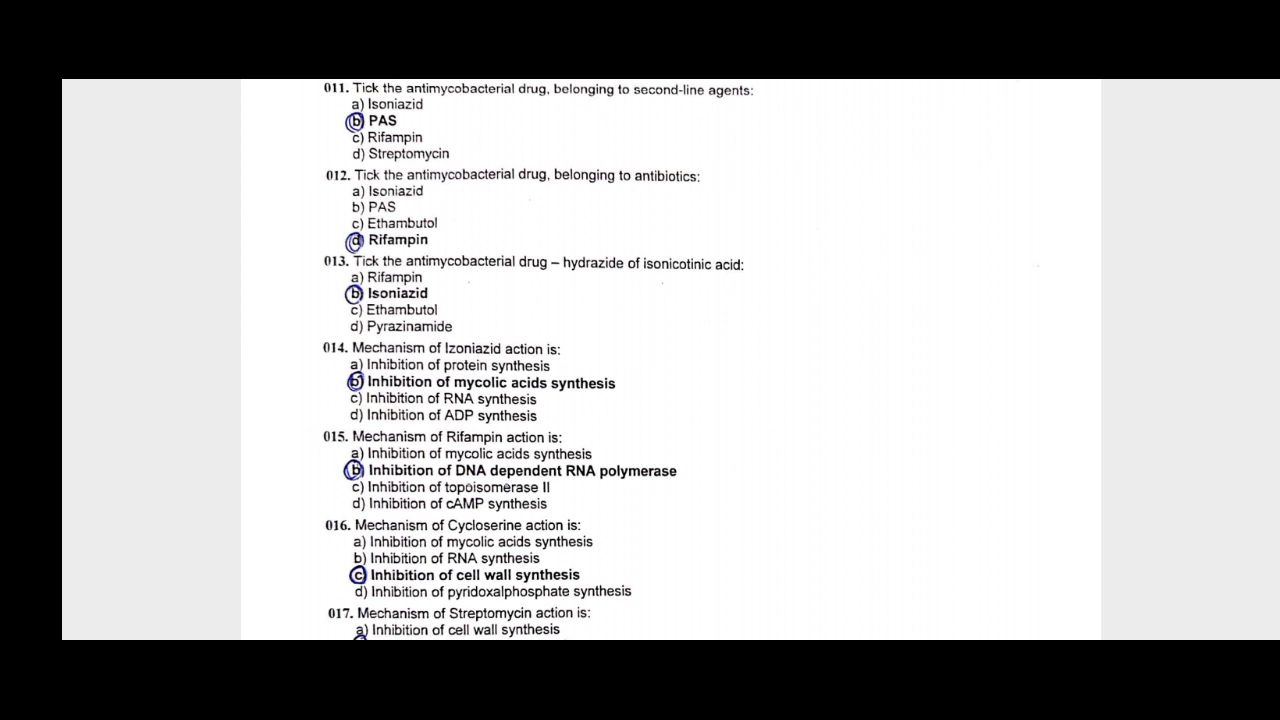 011. Tick the antimycobacterial drug, belonging to second-line agents:
a) Isoniazid
b) PAS
c) Rifampin
d) Streptomycin
012. Tick the antimycobacterial drug, belonging to antibiotics:
a) Isoniazid
b) PAS
c) Ethambutol
d) Rifampin
013. Tick the antimycobacterial drug – hydrazide of isonicotinic acid:
a) Rifampin
b) Isoniazid
c) Ethambutol
d) Pyrazinamide
014. Mechanism of Izoniazid action is:
a) Inhibition of protein synthesis
b) Inhibition of mycolic acids synthesis
c) Inhibition of RNA synthesis
d) Inhibition of ADP synthesis
015. Mechanism of Rifampin action is:
a) Inhibition of mycolic acids synthesis
b) Inhibition of DNA dependent RNA polymerase
c) Inhibition of topoisomerase II
d) Inhibition of cAMP synthesis
016. Mechanism of Cycloserine action is:
a) Inhibition of mycolic acids synthesis
b) Inhibition of RNA synthesis
c) Inhibition of cell wall synthesis
d) Inhibition of pyridoxalphosphate synthesis
017. Mechanism of Streptomycin action is:
a) Inhibition of cell wall synthesis